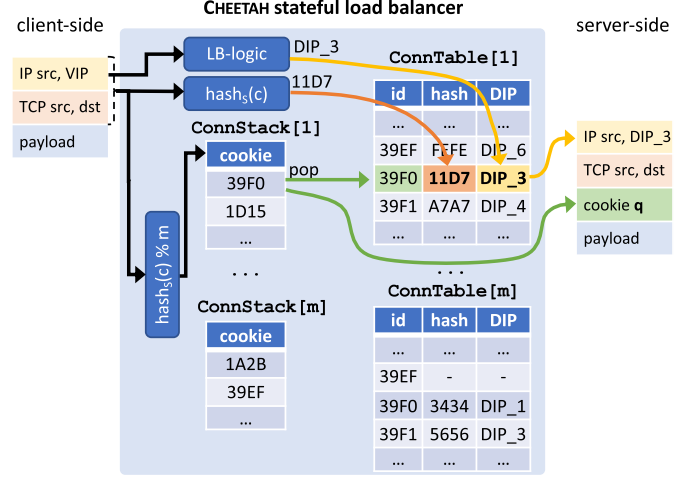 CHEETAH stateful load balancer
client-side
server-side
IP src, VIP
TCP src, dst
payload
LB-logic
DIP_3
hashS(c)
11D7
ConnStack[1]
cookie
39F0
1D15
...
pop
hashS(c) % m
...
ConnStack[m]
cookie
1A2B
39EF
...
ConnTable[1]
id hash DIP
... ... ...
39EF FEFE DIP_6
39F0 11D7 DIP_3
39F1 A7A7 DIP_4
... ... ...
...
ConnTable[m]
id hash DIP
... ... ...
39EF - -
39F0 3434 DIP_1
39F1 5656 DIP_3
... ... ...
IP src, DIP_3
TCP src, dst
cookie q
payload